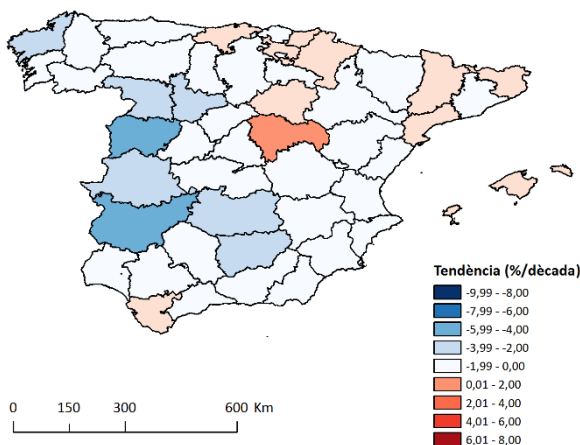 Tendència (%/dècada)
-9,99 - -8,00
-7,99 - -6,00
-5,99 - -4,00
-3,99 - -2,00
-1,99 - 0,00
0,01 - 2,00
2,01 - 4,00
4,01 - 6,00
6,01 - 8,00
0 150 300 600 Km